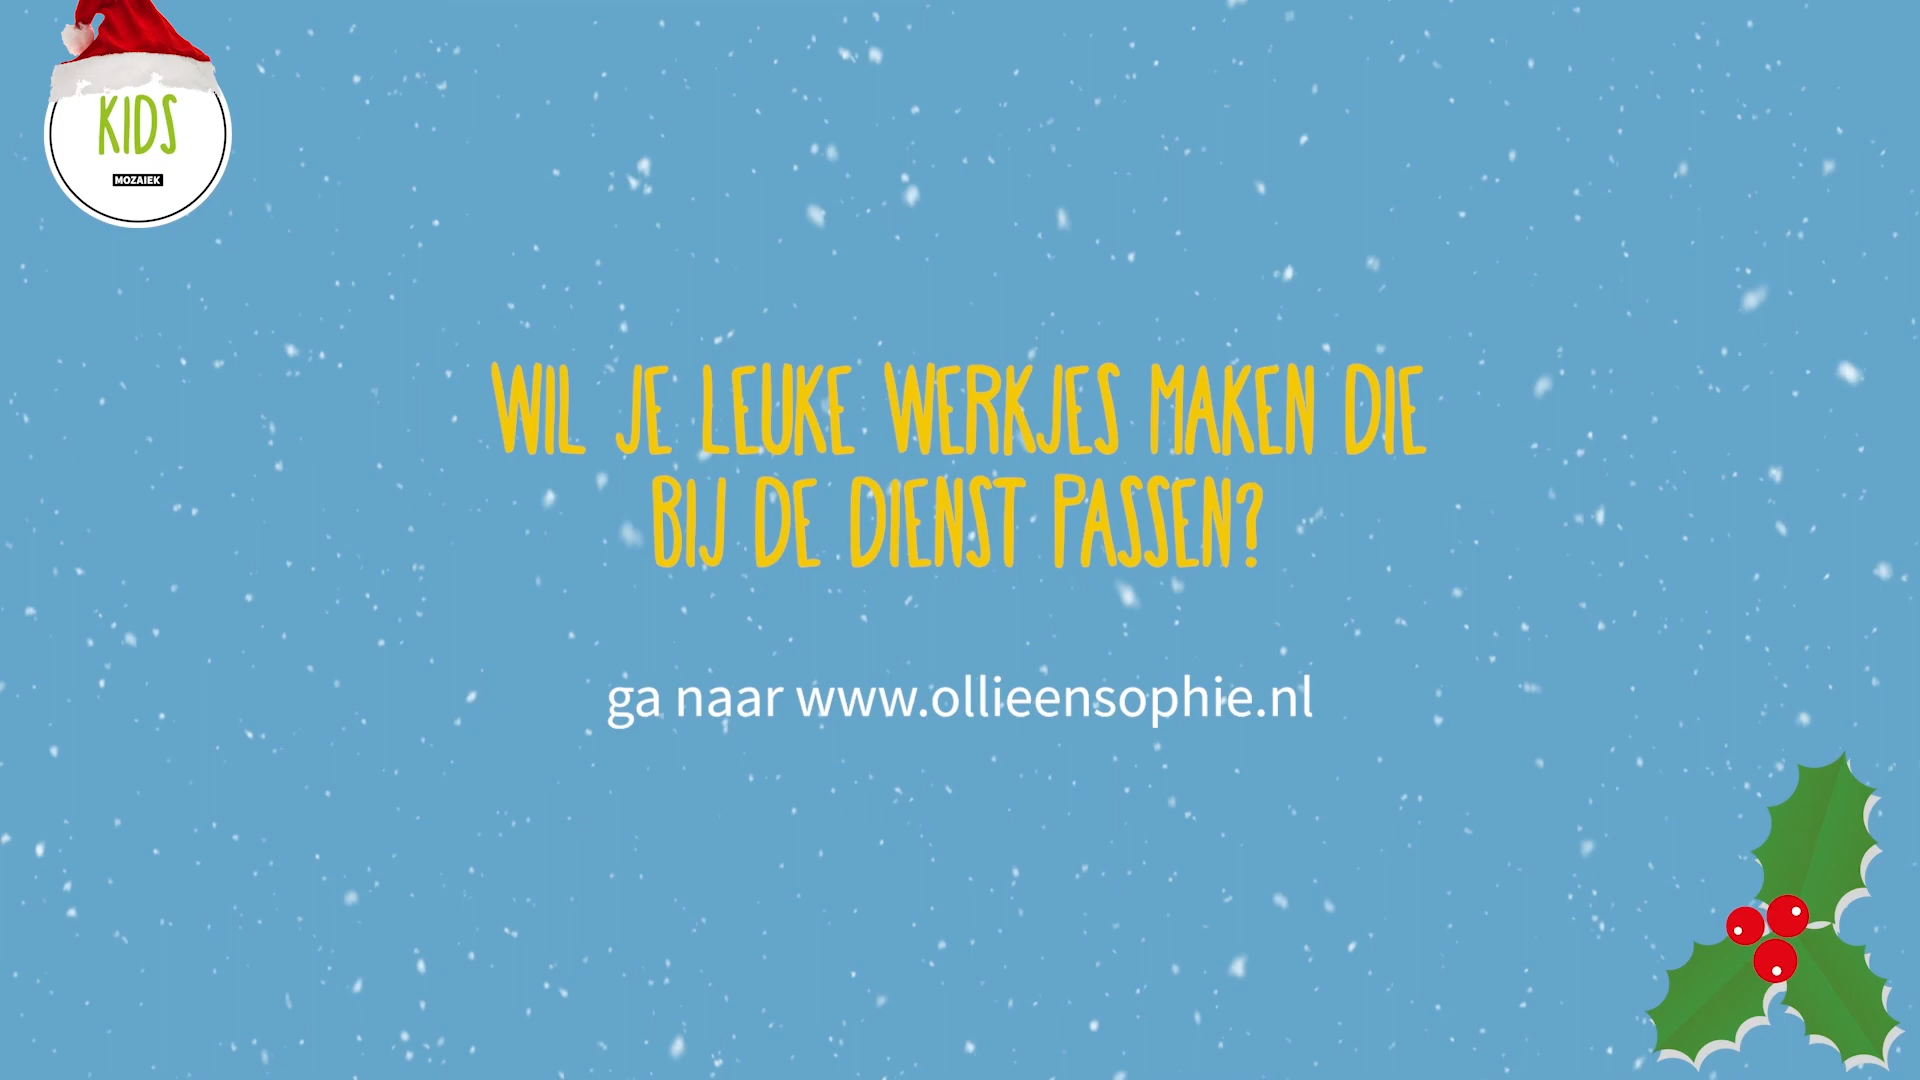 KIDS
MOZAIEK
WIL JE LEUKE WERKJES MAKEN DIE
BIJ DE DIENST PASSEN?
ga naar www.ollieensophie.nl